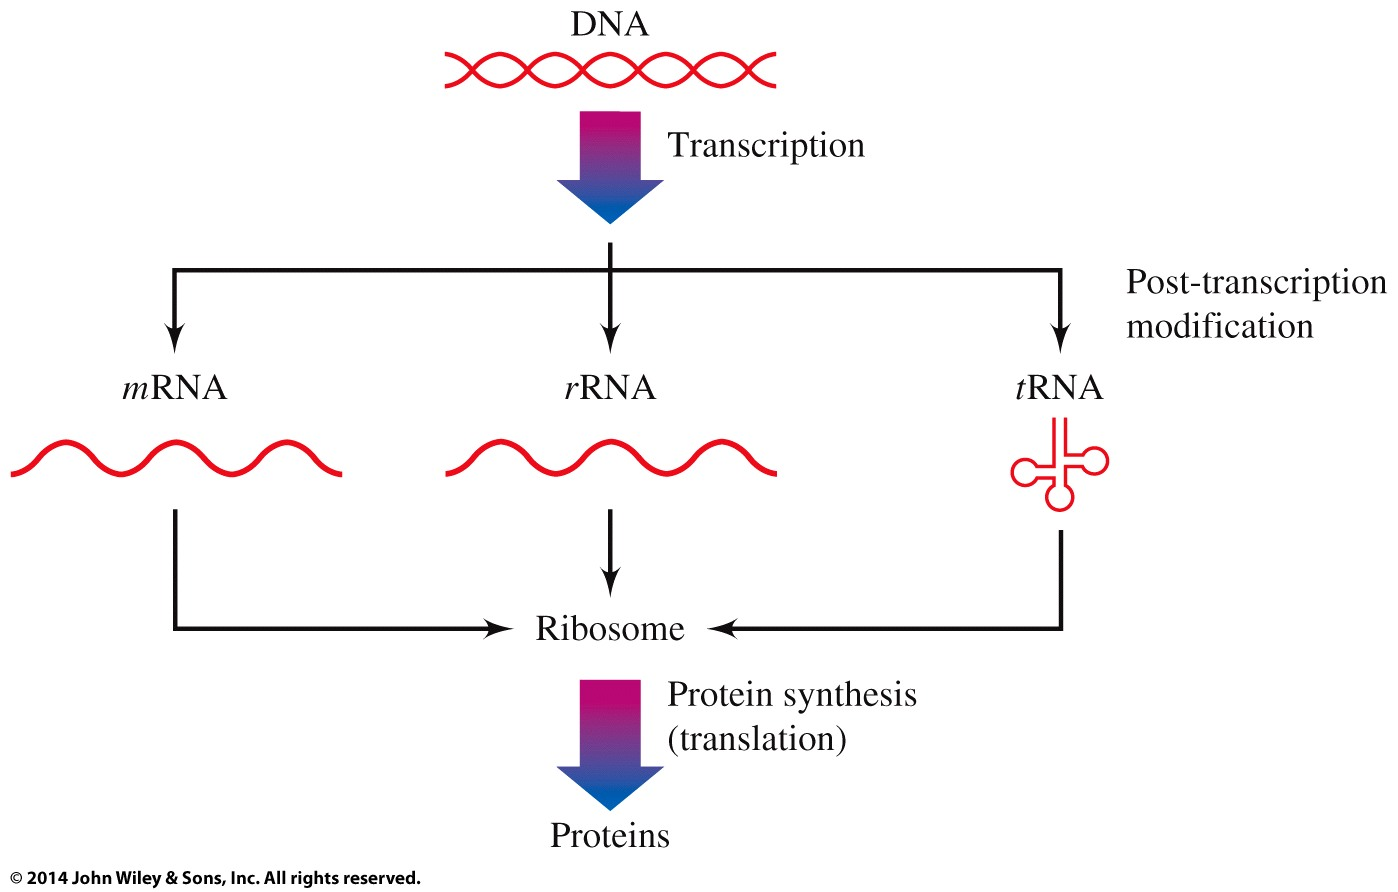 DNA
Transcription
Post-transcription
modification
mRNA
rRNA
tRNA
Ribosome
Protein synthesis
(translation)
Proteins
© 2014 John Wiley & Sons, Inc. All rights reserved.